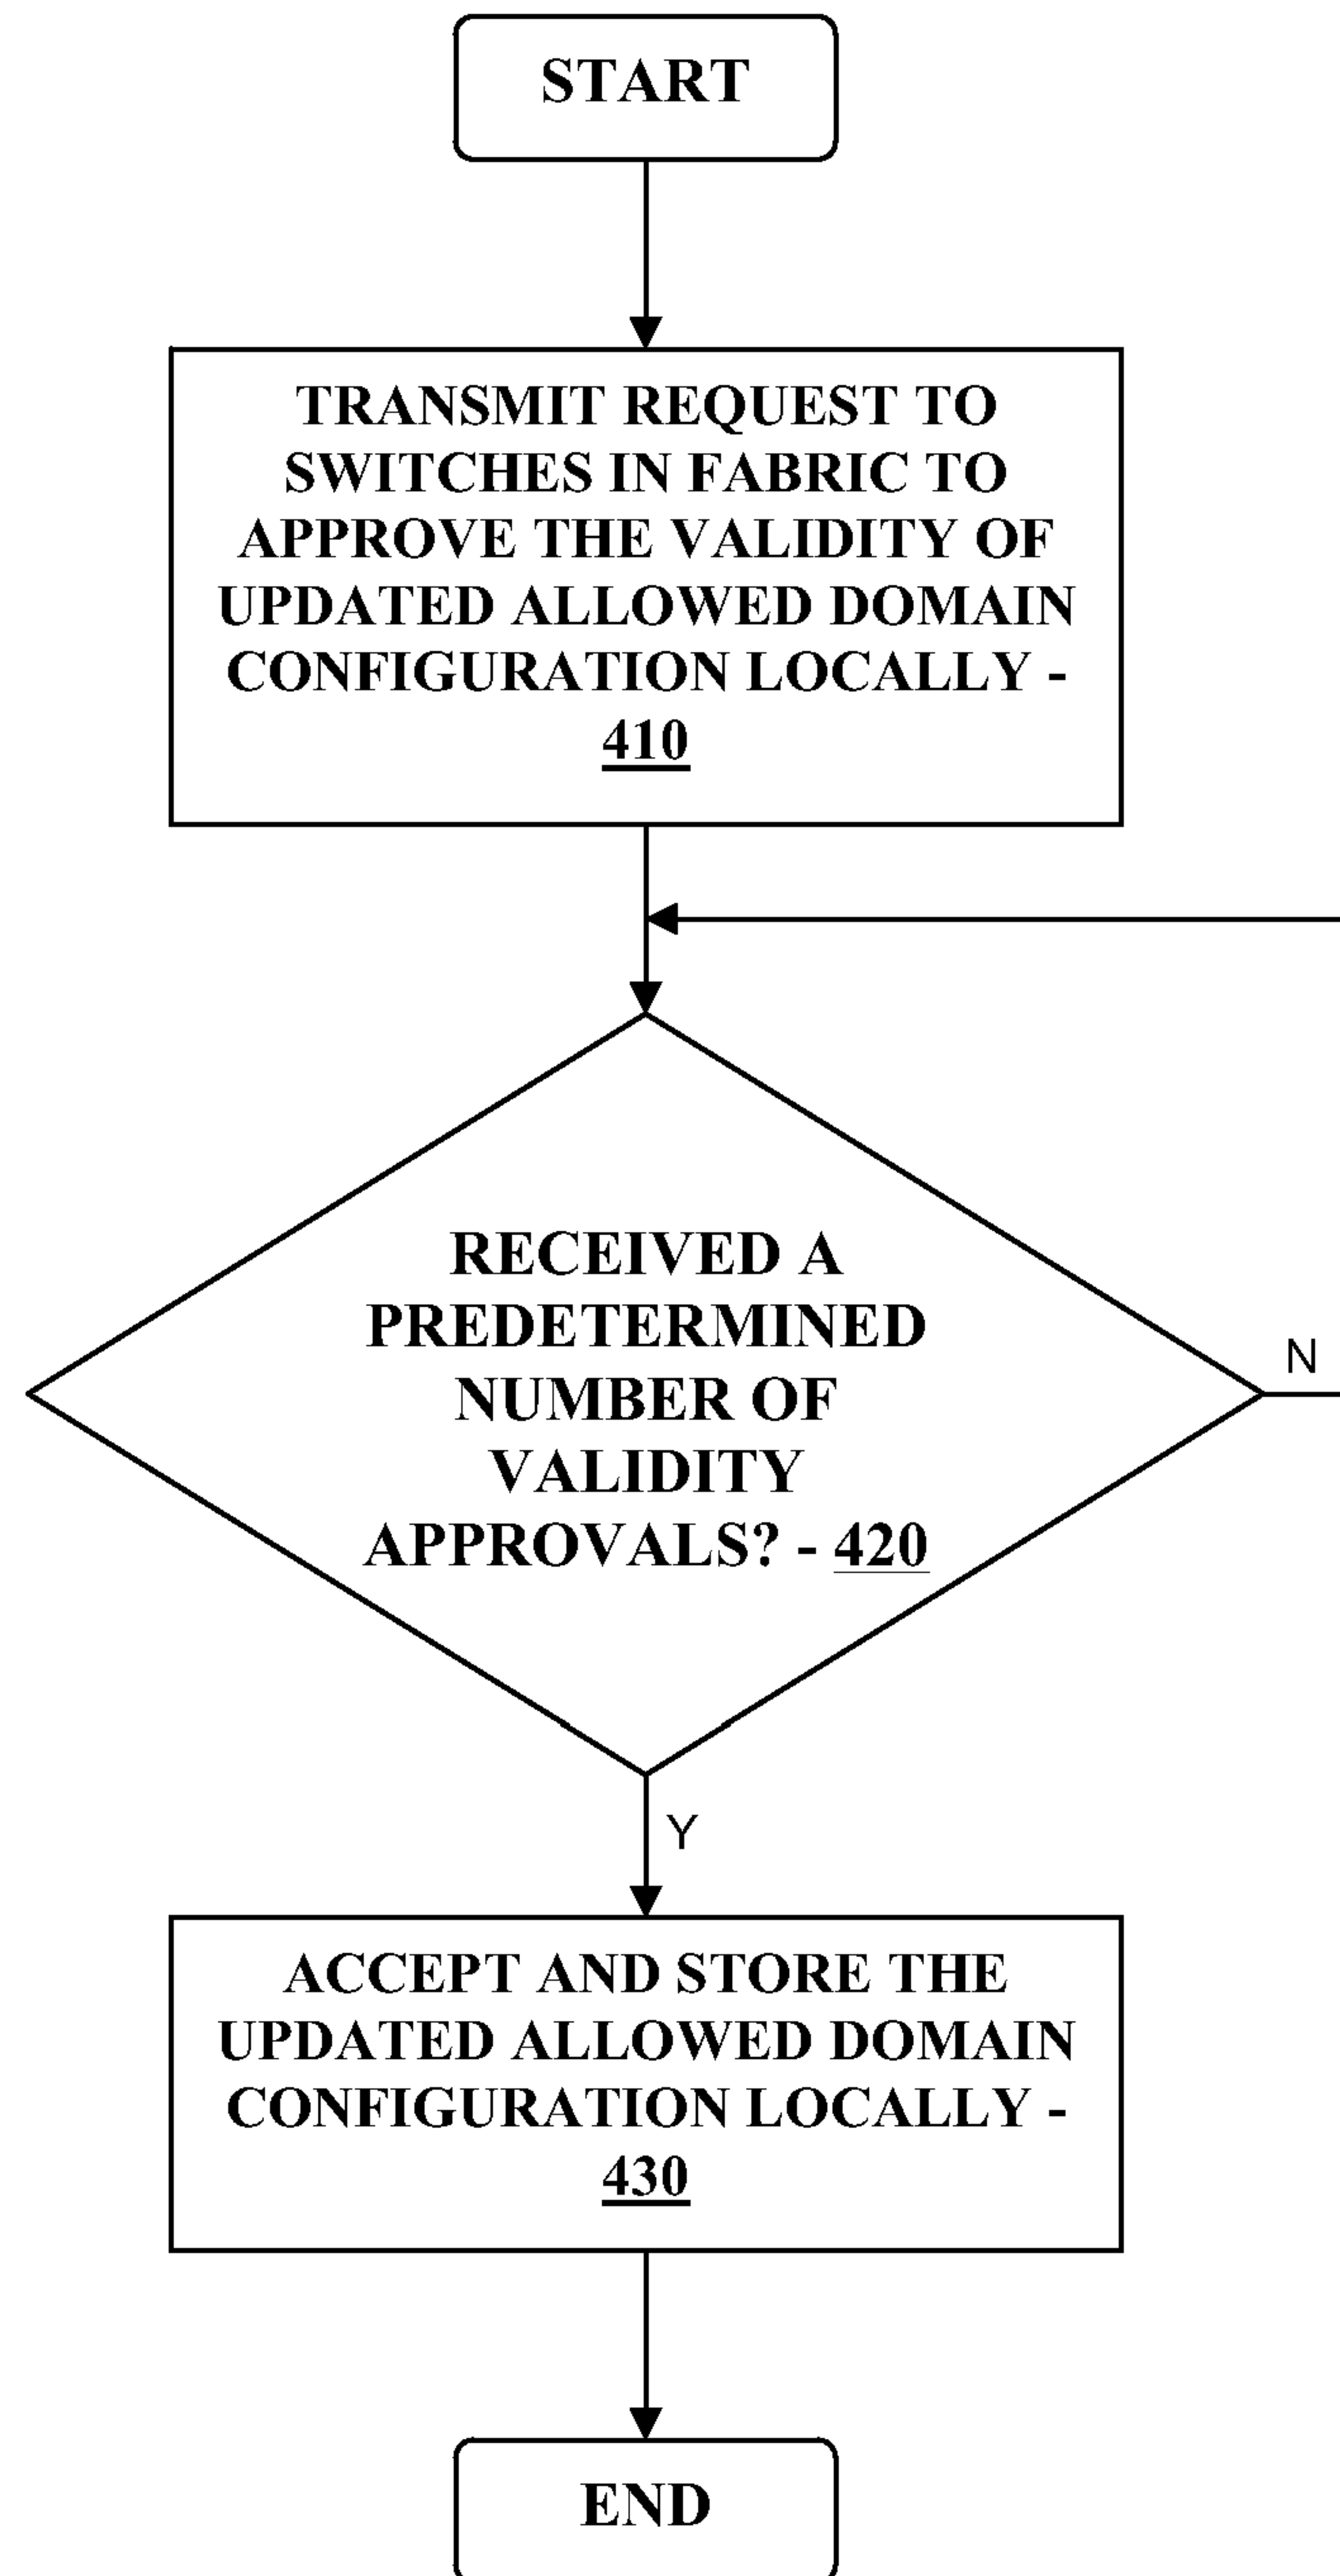 START
TRANSMIT REQUEST TO
SWITCHES IN FABRIC TO
APPROVE THE VALIDITY OF
UPDATED ALLOWED DOMAIN
CONFIGURATION LOCALLY -
410
RECEIVED A
PREDETERMINED
NUMBER OF
VALIDITY
APPROVALS? - 420
N
Y
ACCEPT AND STORE THE
UPDATED ALLOWED DOMAIN
CONFIGURATION LOCALLY -
430
END